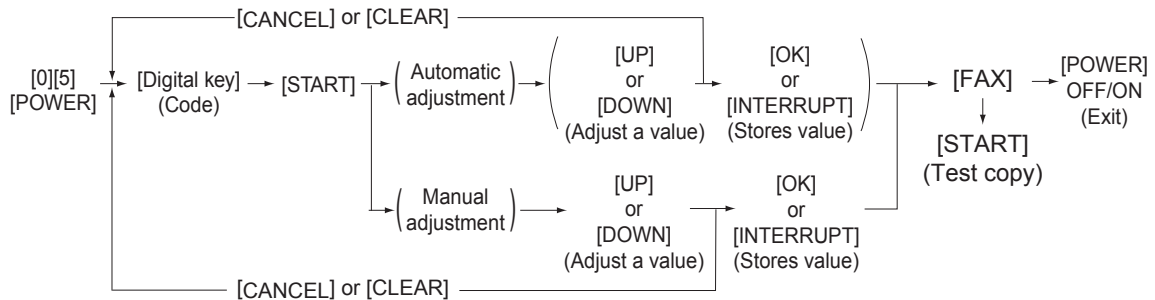 [CANCEL] or [CLEAR]
[0][5]
[POWER]
[Digital key]
(Code)
[START]
(Automatic
adjustment)
([UP]
or
[DOWN]
(Adjust a value)
[OK]
or
[INTERRUPT]
(Stores value))
[FAX]
[START]
(Test copy)
[POWER]
OFF/ON
(Exit)
(Manual
adjustment)
[UP]
or
[DOWN]
(Adjust a value)
[OK]
or
[INTERRUPT]
(Stores value)
[CANCEL] or [CLEAR]